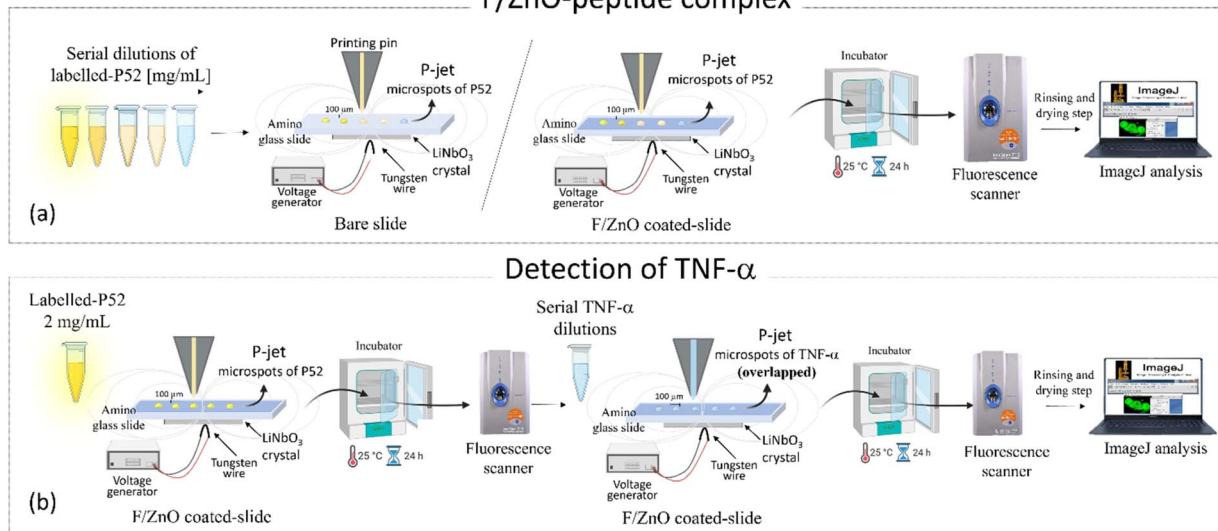 F/ZnO-peptide complex
Serial dilutions of
labelled-P52 [mg/mL]
Printing pin
P-jet
microspots of P52
100 µm
Amino
glass slide
LiNbO₃
crystal
Tungsten
wire
Voltage
generator
Bare slide
P-jet
microspots of P52
100 µm
Amino
glass slide
LiNbO₃
crystal
Tungsten
wire
Voltage
generator
F/ZnO coated-slide
Incubator
25 °C
24 h
Fluorescence
scanner
Rinsing and
drying step
ImageJ
ImageJ analysis
(a)
Detection of TNF-α
Labelled-P52
2 mg/mL
P-jet
microspots of P52
100 µm
Amino
glass slide
LiNbO₃
crystal
Tungsten
wire
Voltage
generator
F/ZnO coated-slide
Incubator
25 °C
24 h
Fluorescence
scanner
Serial TNF-α
dilutions
P-jet
microspots of TNF-α
(overlapped)
100 µm
Amino
glass slide
LiNbO₃
crystal
Tungsten
wire
Voltage
generator
F/ZnO coated-slide
Incubator
25 °C
24 h
Fluorescence
scanner
Rinsing and
drying step
ImageJ
ImageJ analysis
(b)